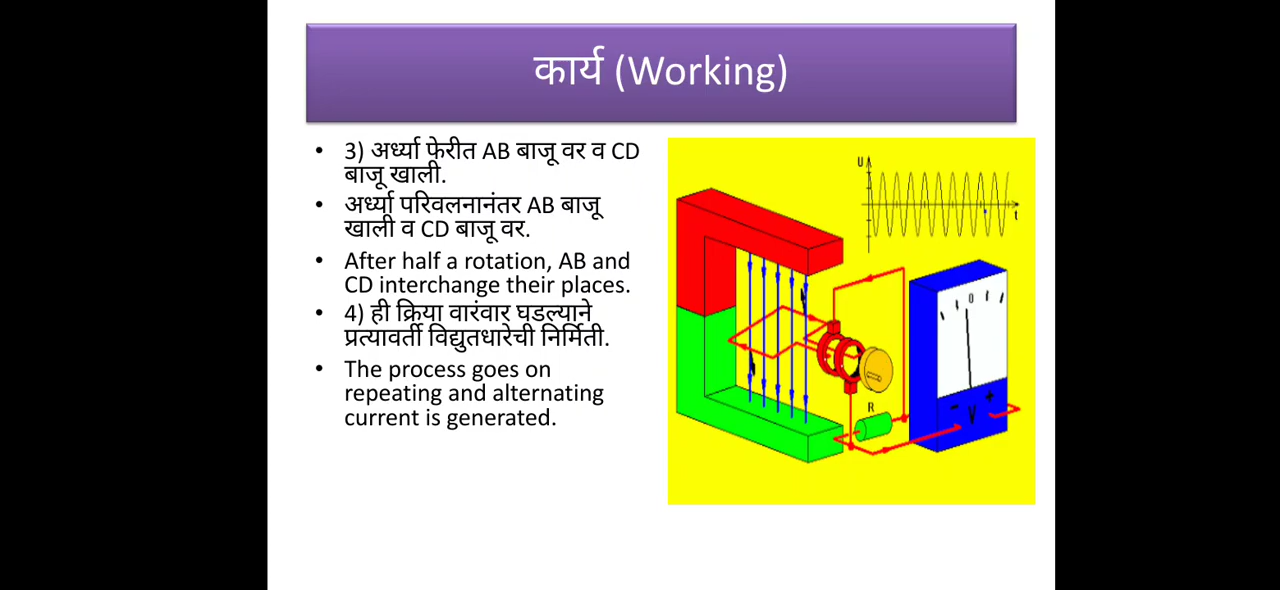 कार्य (Working)
• 3) अर्ध्या फेरीत AB बाजू वर व CD
बाजू खाली.
• अर्ध्या परिवलनानंतर AB बाजू
खाली व CD बाजू वर.
• After half a rotation, AB and
CD interchange their places.
• 4) ही क्रिया वारंवार घडल्याने
प्रत्यावर्ती विद्युतधारेची निर्मिती.
• The process goes on
repeating and alternating
current is generated.
U
t
0
R
- V +